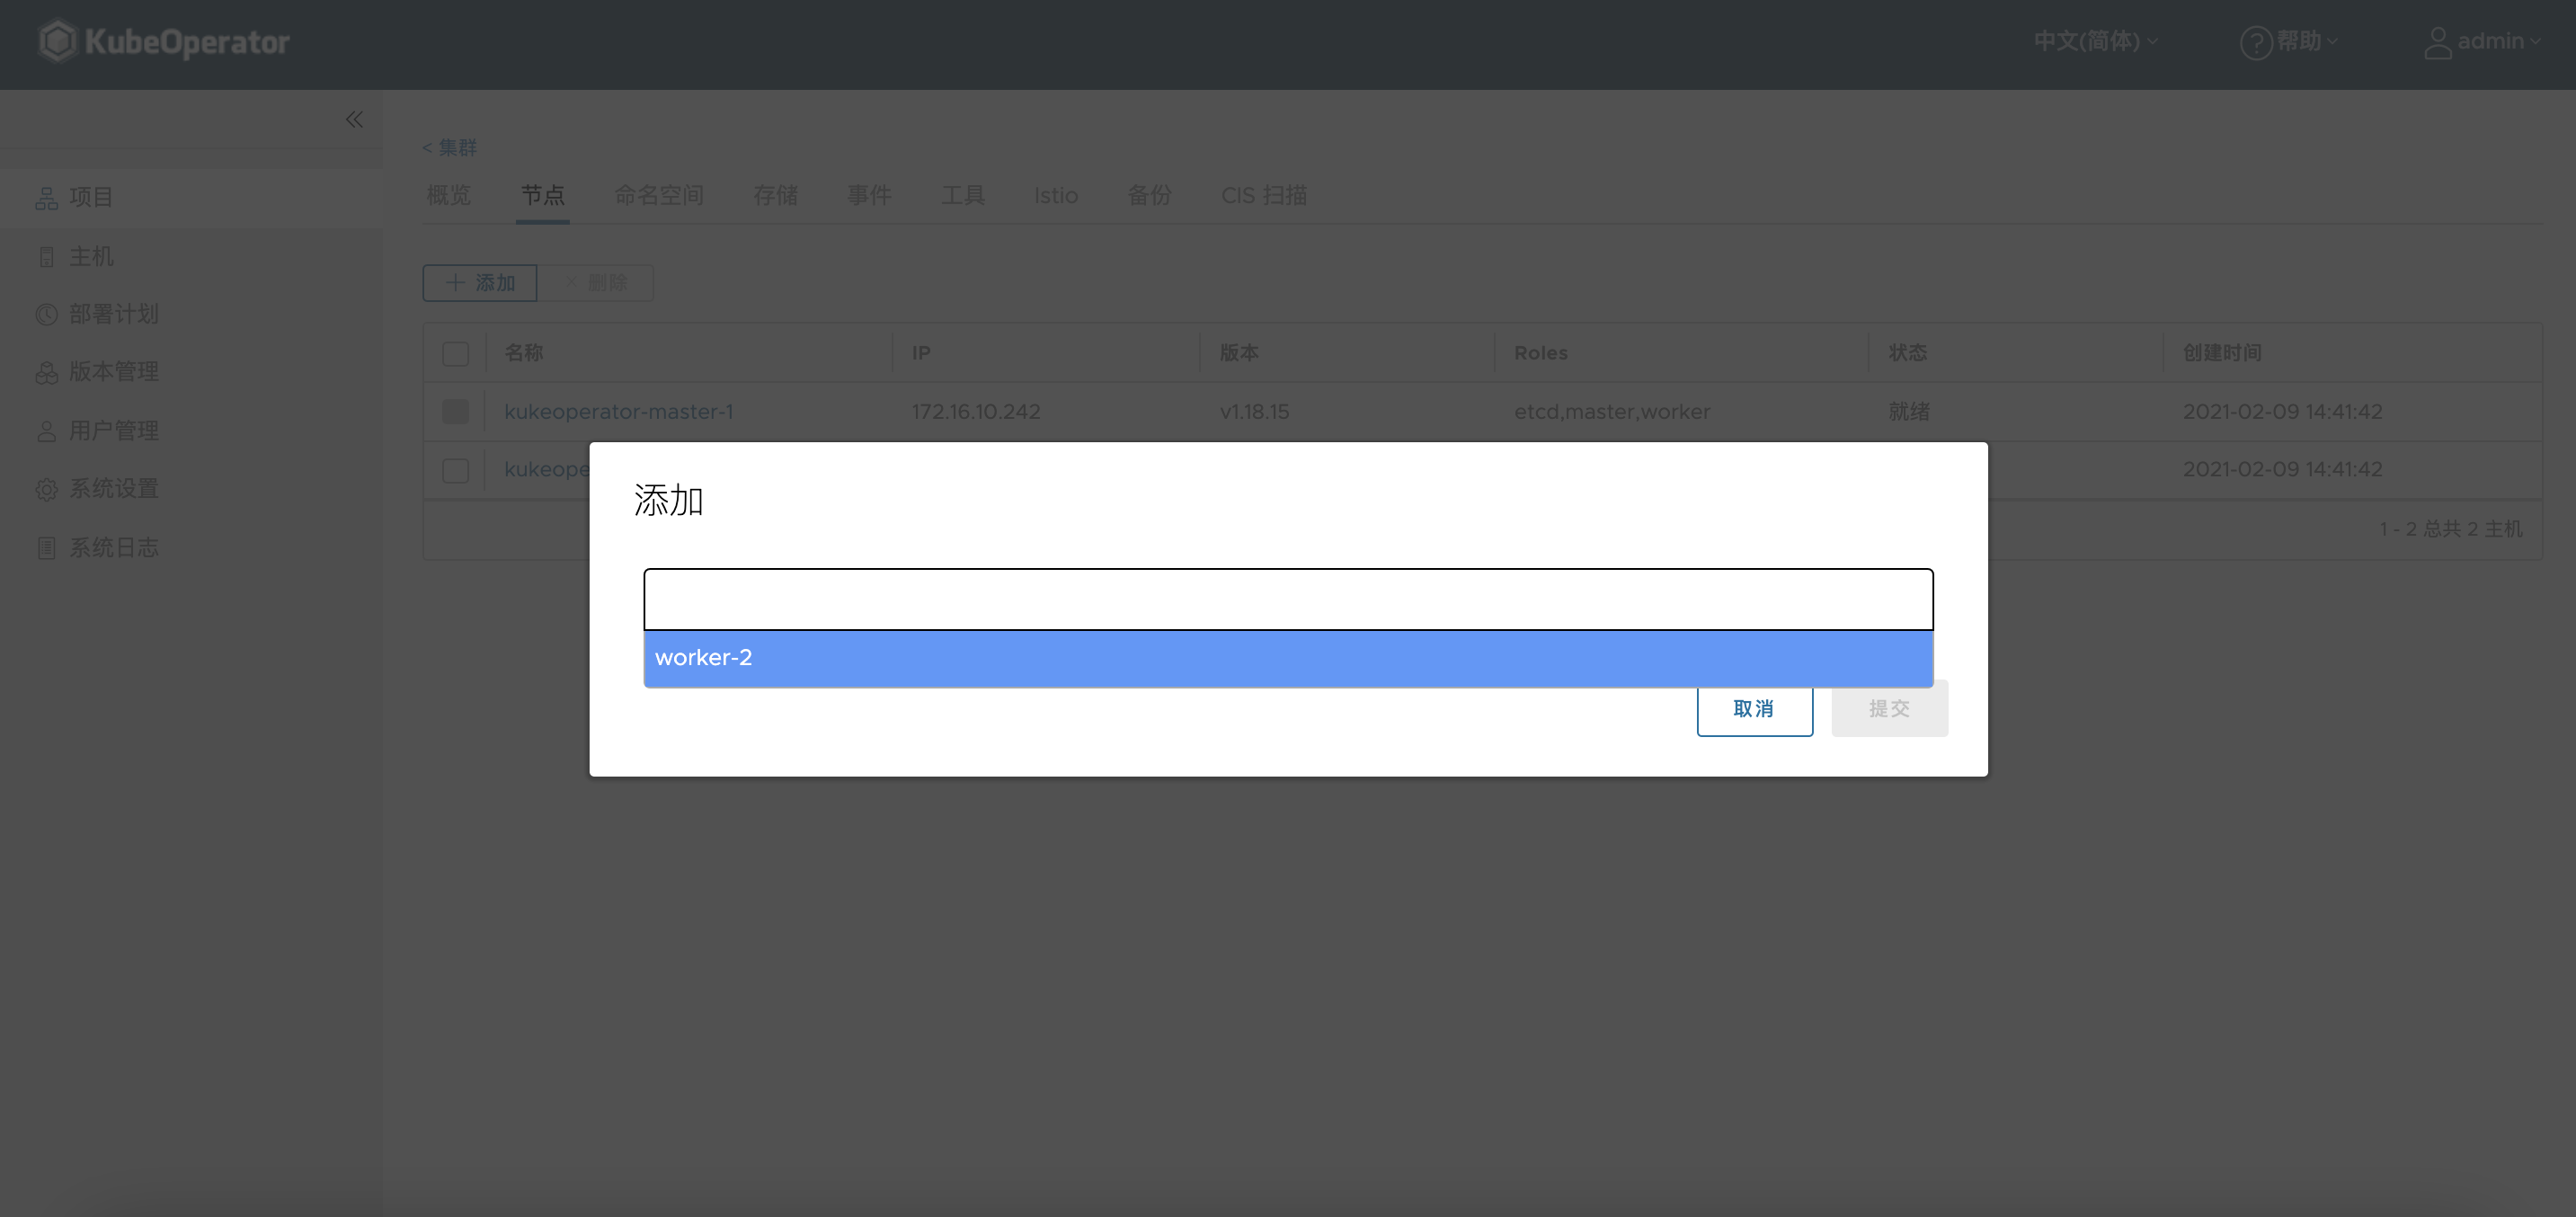 KubeOperator
中文(简体)
帮助
admin
项目
主机
部署计划
版本管理
用户管理
系统设置
系统日志
< 集群
概览 节点 命名空间 存储 事件 工具 Istio 备份 CIS 扫描
添加 删除
名称 IP 版本 Roles 状态 创建时间
kukeoperator-master-1 172.16.10.242 v1.18.15 etcd,master,worker 就绪 2021-02-09 14:41:42
kukeope 2021-02-09 14:41:42
1 - 2 总共 2 主机
添加
worker-2
取消 提交